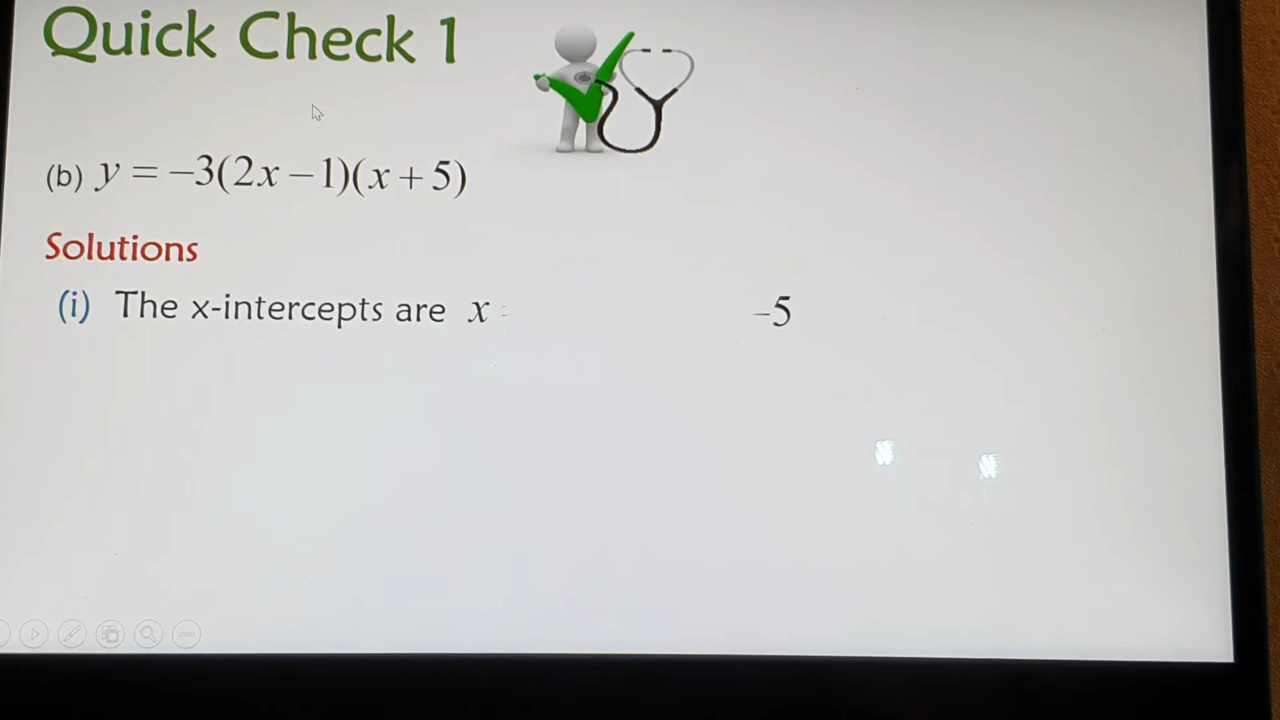 Quick Check 1
(b) y = −3(2x − 1)(x + 5)
Solutions
(i) The x-intercepts are x = −5